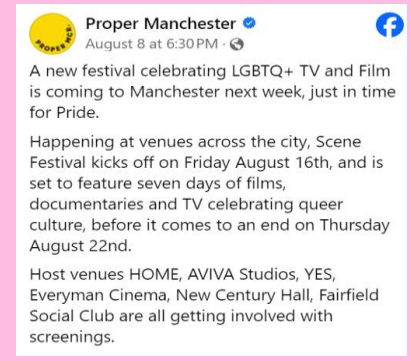 Proper Manchester
August 8 at 6:30 PM ·
A new festival celebrating LGBTQ+ TV and Film
is coming to Manchester next week, just in time
for Pride.
Happening at venues across the city, Scene
Festival kicks off on Friday August 16th, and is
set to feature seven days of films,
documentaries and TV celebrating queer
culture, before it comes to an end on Thursday
August 22nd.
Host venues HOME, AVIVA Studios, YES,
Everyman Cinema, New Century Hall, Fairfield
Social Club are all getting involved with
screenings.
PROPER MCR.